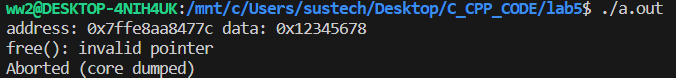 ww2@DESKTOP-4NIH4UK:/mnt/c/Users/sustech/Desktop/C_CPP_CODE/lab5$ ./a.out
address: 0x7ffe8aa8477c data: 0x12345678
free(): invalid pointer
Aborted (core dumped)